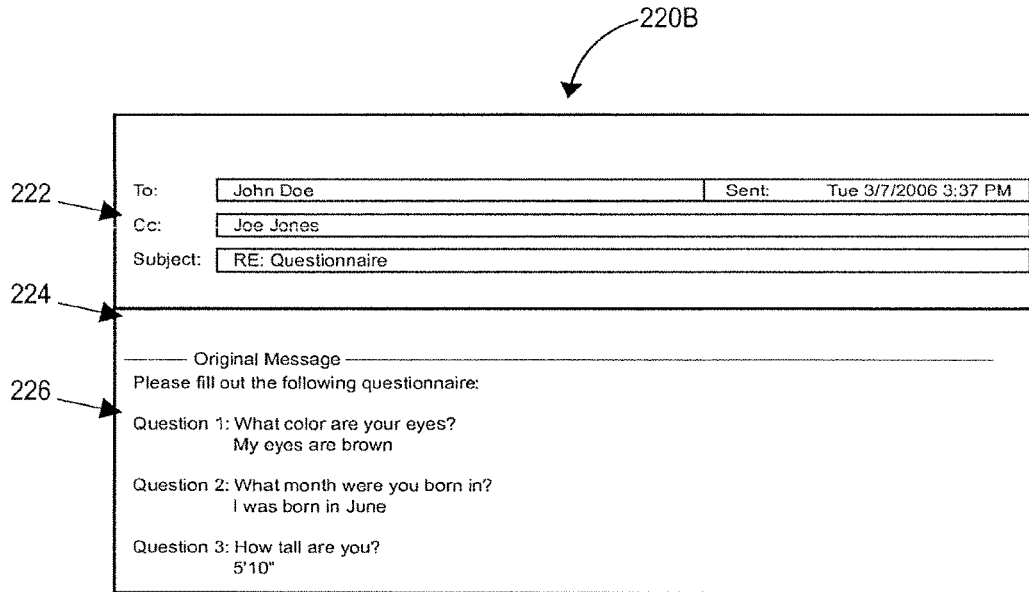 220B
222
To: John Doe Sent: Tue 3/7/2006 3:37 PM
Cc: Joe Jones
Subject: RE: Questionnaire
224
Original Message
226
Please fill out the following questionnaire:
Question 1: What color are your eyes?
My eyes are brown
Question 2: What month were you born in?
I was born in June
Question 3: How tall are you?
5'10"